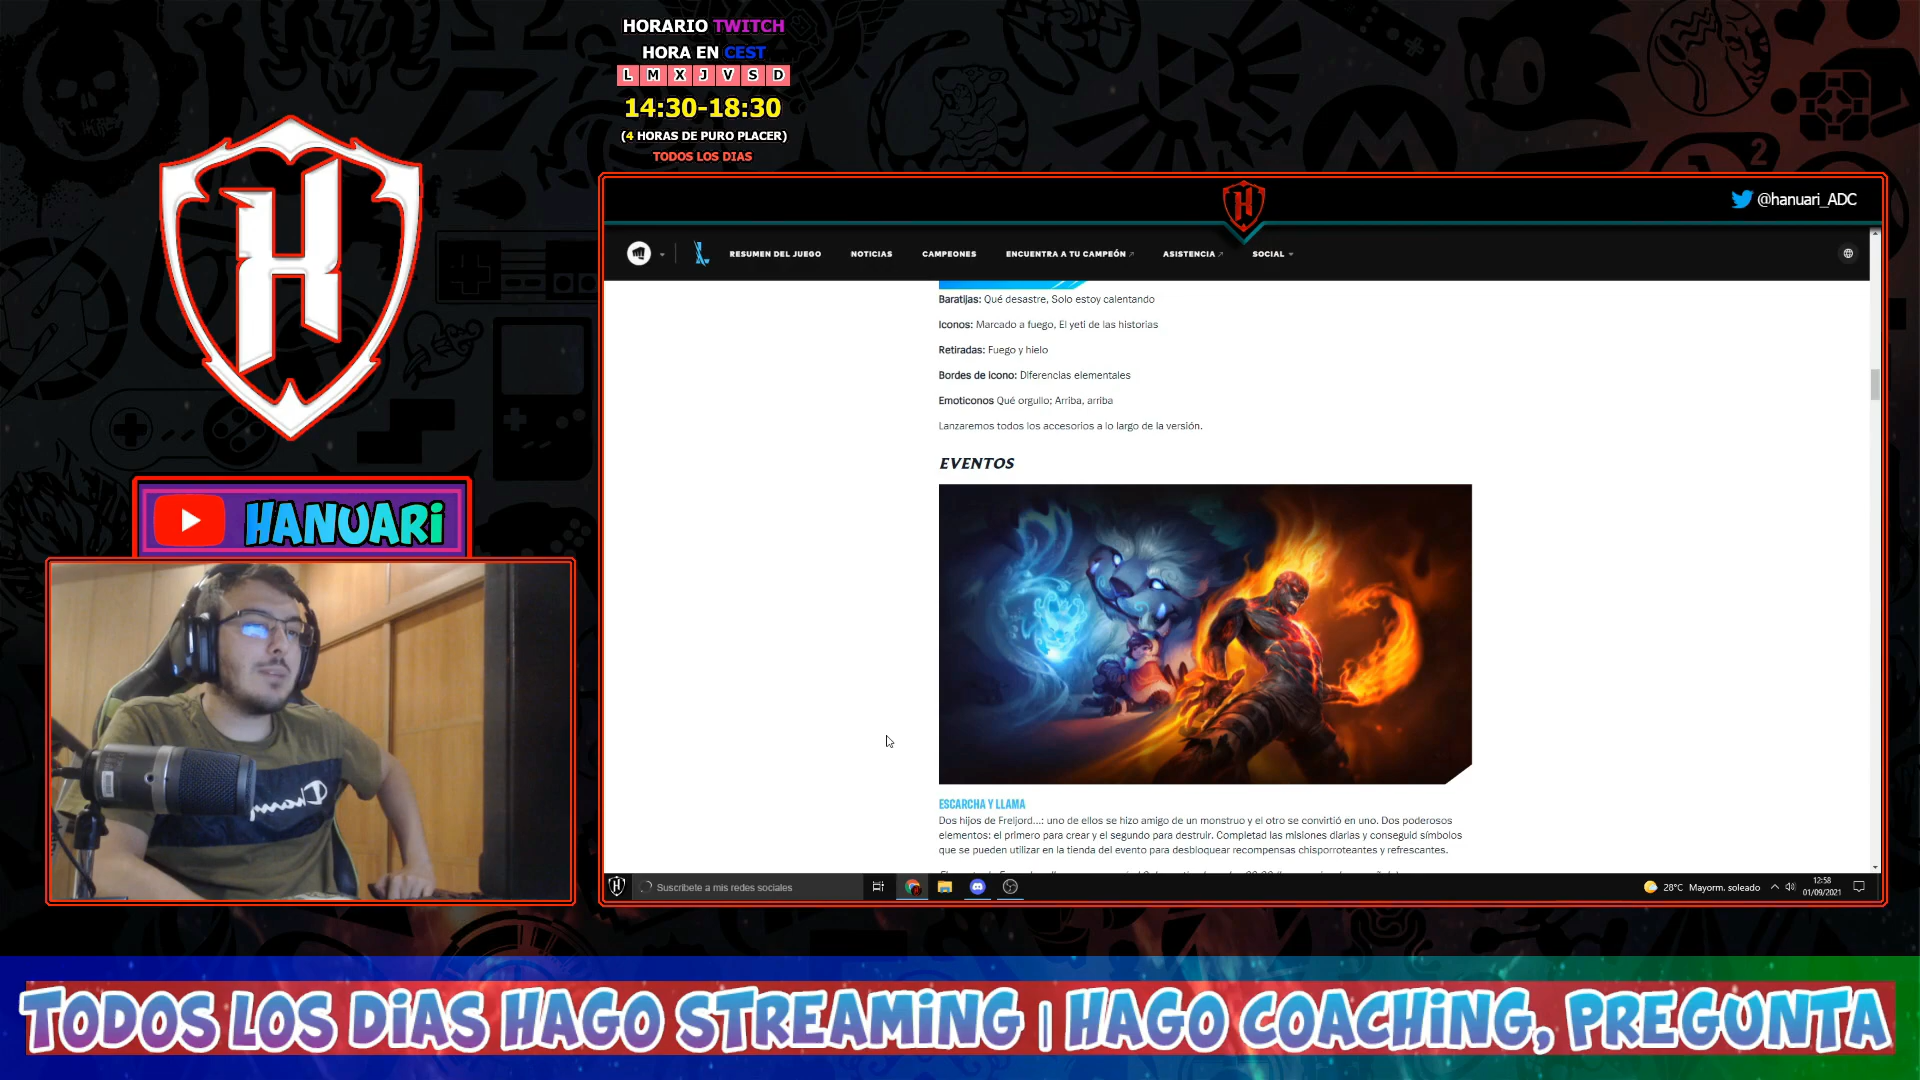 HORARIO TWITCH
HORA EN CEST
L M X J V S D
14:30-18:30
(4 HORAS DE PURO PLACER)
TODOS LOS DIAS
H
HANUARi
Champ
H
@hanuari_ADC
RESUMEN DEL JUEGO NOTICIAS CAMPEONES ENCUENTRA A TU CAMPEÓN ASISTENCIA SOCIAL
Baratijas: Qué desastre, Solo estoy calentando
Iconos: Marcado a fuego, El yeti de las historias
Retiradas: Fuego y hielo
Bordes de icono: Diferencias elementales
Emoticonos Qué orgullo; Arriba, arriba
Lanzaremos todos los accesorios a lo largo de la versión.
EVENTOS
ESCARCHA Y LLAMA
Dos hijos de Freljord...: uno de ellos se hizo amigo de un monstruo y el otro se convirtió en uno. Dos poderosos
elementos: el primero para crear y el segundo para destruir. Completad las misiones diarias y conseguid símbolos
que se pueden utilizar en la tienda del evento para desbloquear recompensas chisporroteantes y refrescantes.
Suscribete a mis redes sociales
28°C Mayorm. soleado
12:58
01/09/2021
TODOS LOS DiAS HAGO STREAMiNG | HAGO COACHiNG, PREGUNTA